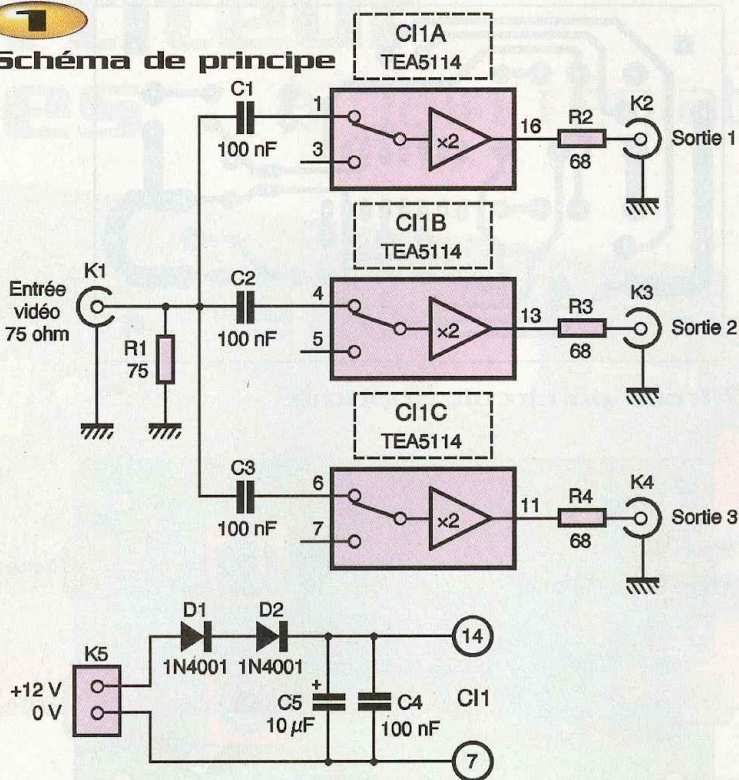 1
Schéma de principe
CI1A
TEA5114
C1
100 nF
1
3
×2
16
R2
68
K2
Sortie 1
CI1B
TEA5114
K1
Entrée
vidéo
75 ohm
R1
75
C2
100 nF
4
5
×2
13
R3
68
K3
Sortie 2
CI1C
TEA5114
C3
100 nF
6
7
×2
11
R4
68
K4
Sortie 3
D1
1N4001
D2
1N4001
K5
+12 V
0 V
+
C5
10 µF
C4
100 nF
14
CI1
7